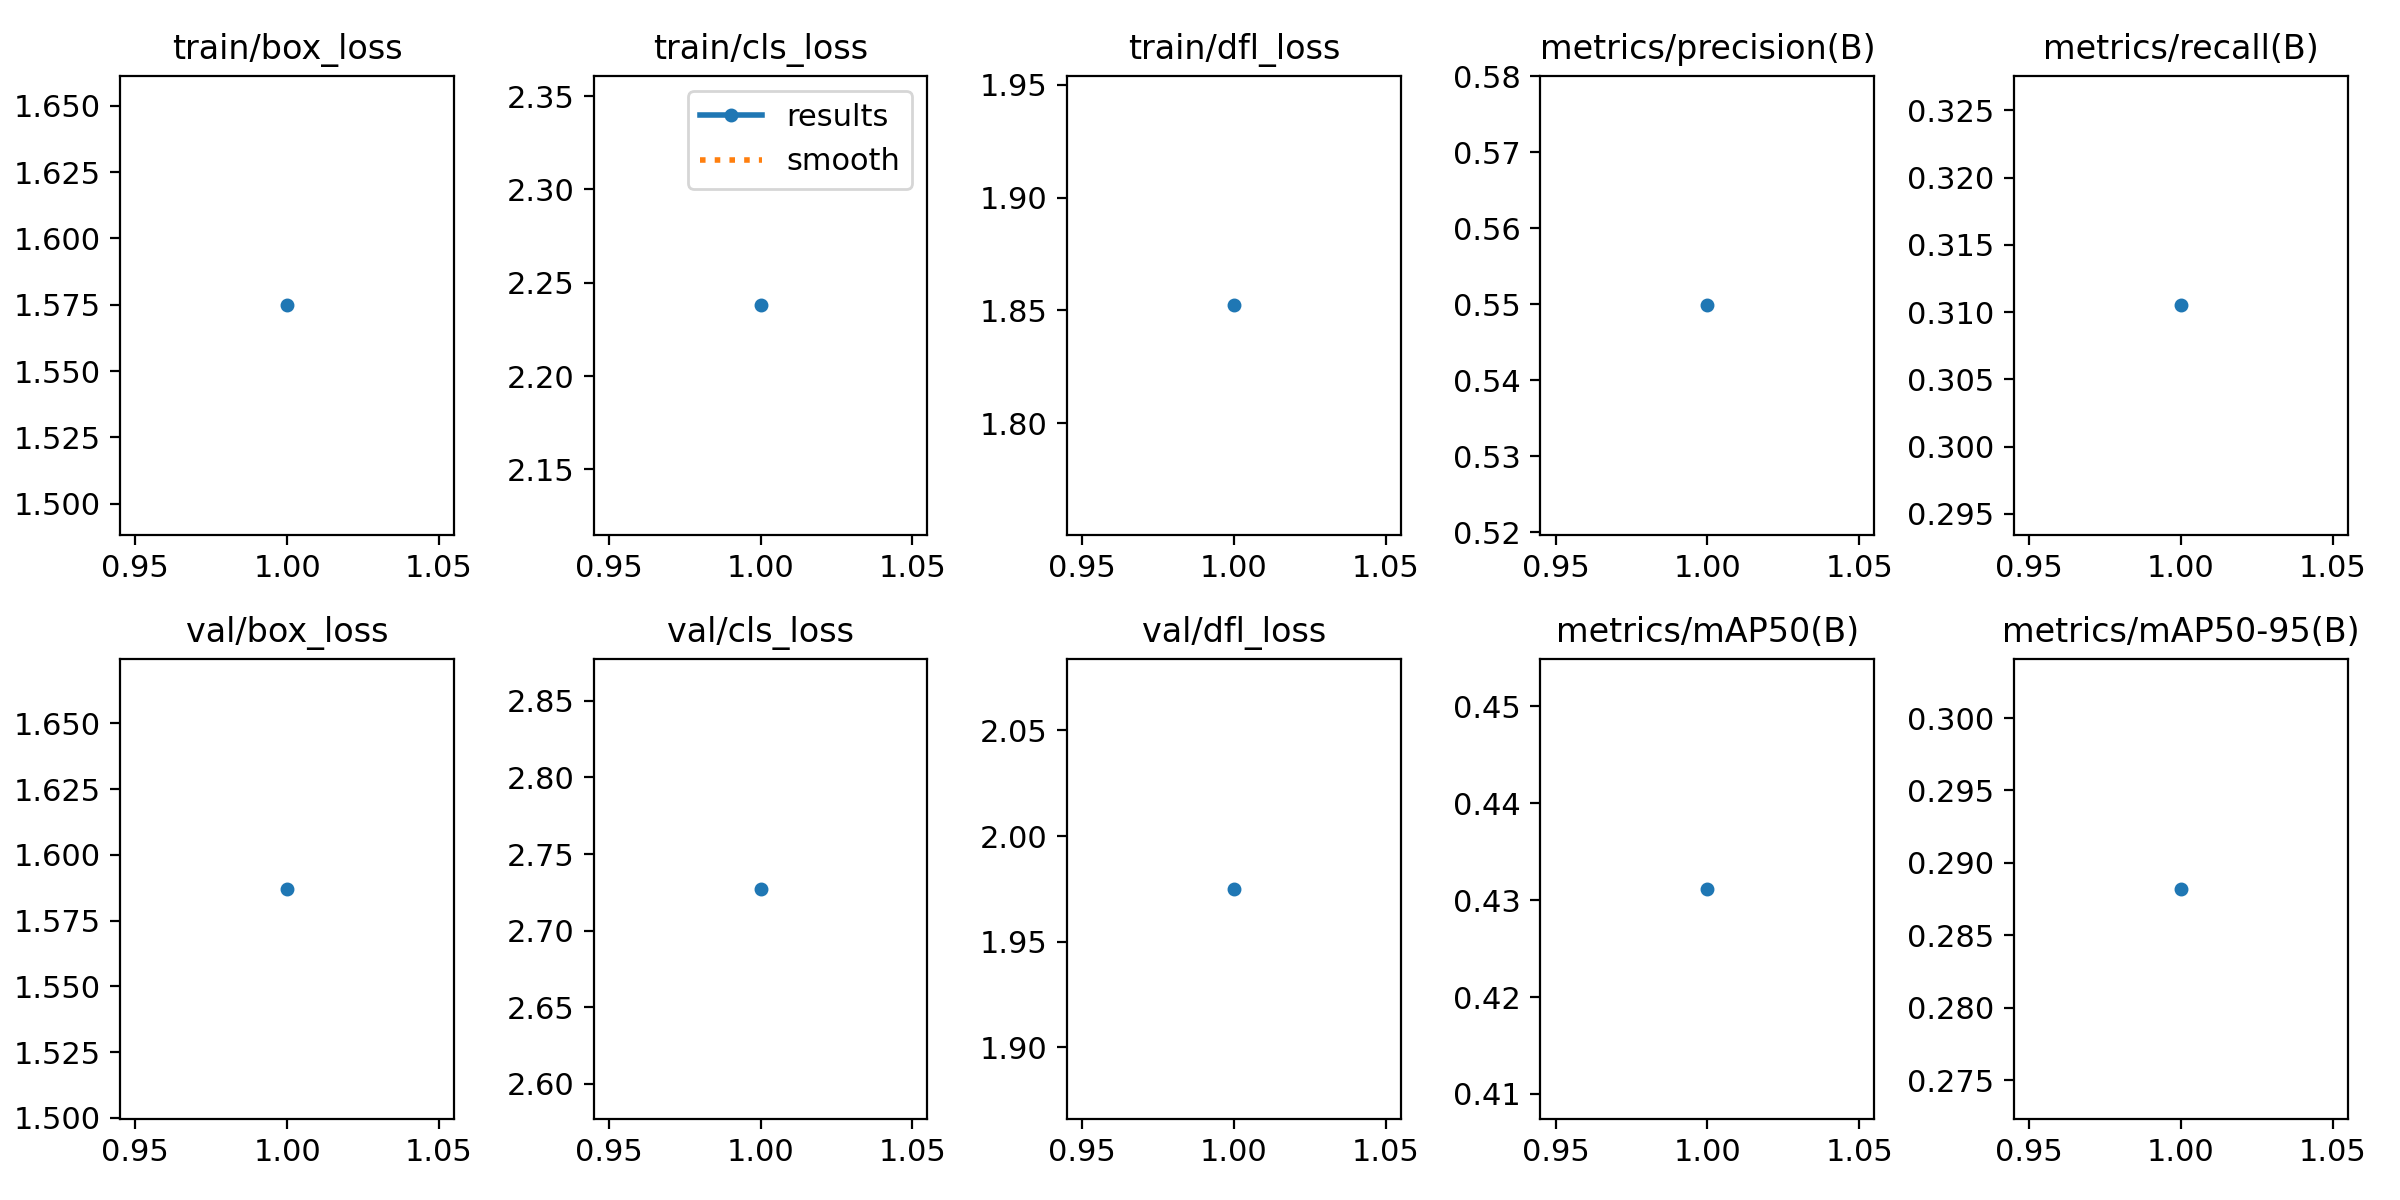 train/box_loss
1.650
1.625
1.600
1.575
1.550
1.525
1.500
0.95 1.00 1.05
train/cls_loss
results
smooth
2.35
2.30
2.25
2.20
2.15
0.95 1.00 1.05
train/dfl_loss
1.95
1.90
1.85
1.80
0.95 1.00 1.05
metrics/precision(B)
0.58
0.57
0.56
0.55
0.54
0.53
0.52
0.95 1.00 1.05
metrics/recall(B)
0.325
0.320
0.315
0.310
0.305
0.300
0.295
0.95 1.00 1.05
val/box_loss
1.650
1.625
1.600
1.575
1.550
1.525
1.500
0.95 1.00 1.05
val/cls_loss
2.85
2.80
2.75
2.70
2.65
2.60
0.95 1.00 1.05
val/dfl_loss
2.05
2.00
1.95
1.90
0.95 1.00 1.05
metrics/mAP50(B)
0.45
0.44
0.43
0.42
0.41
0.95 1.00 1.05
metrics/mAP50-95(B)
0.300
0.295
0.290
0.285
0.280
0.275
0.95 1.00 1.05